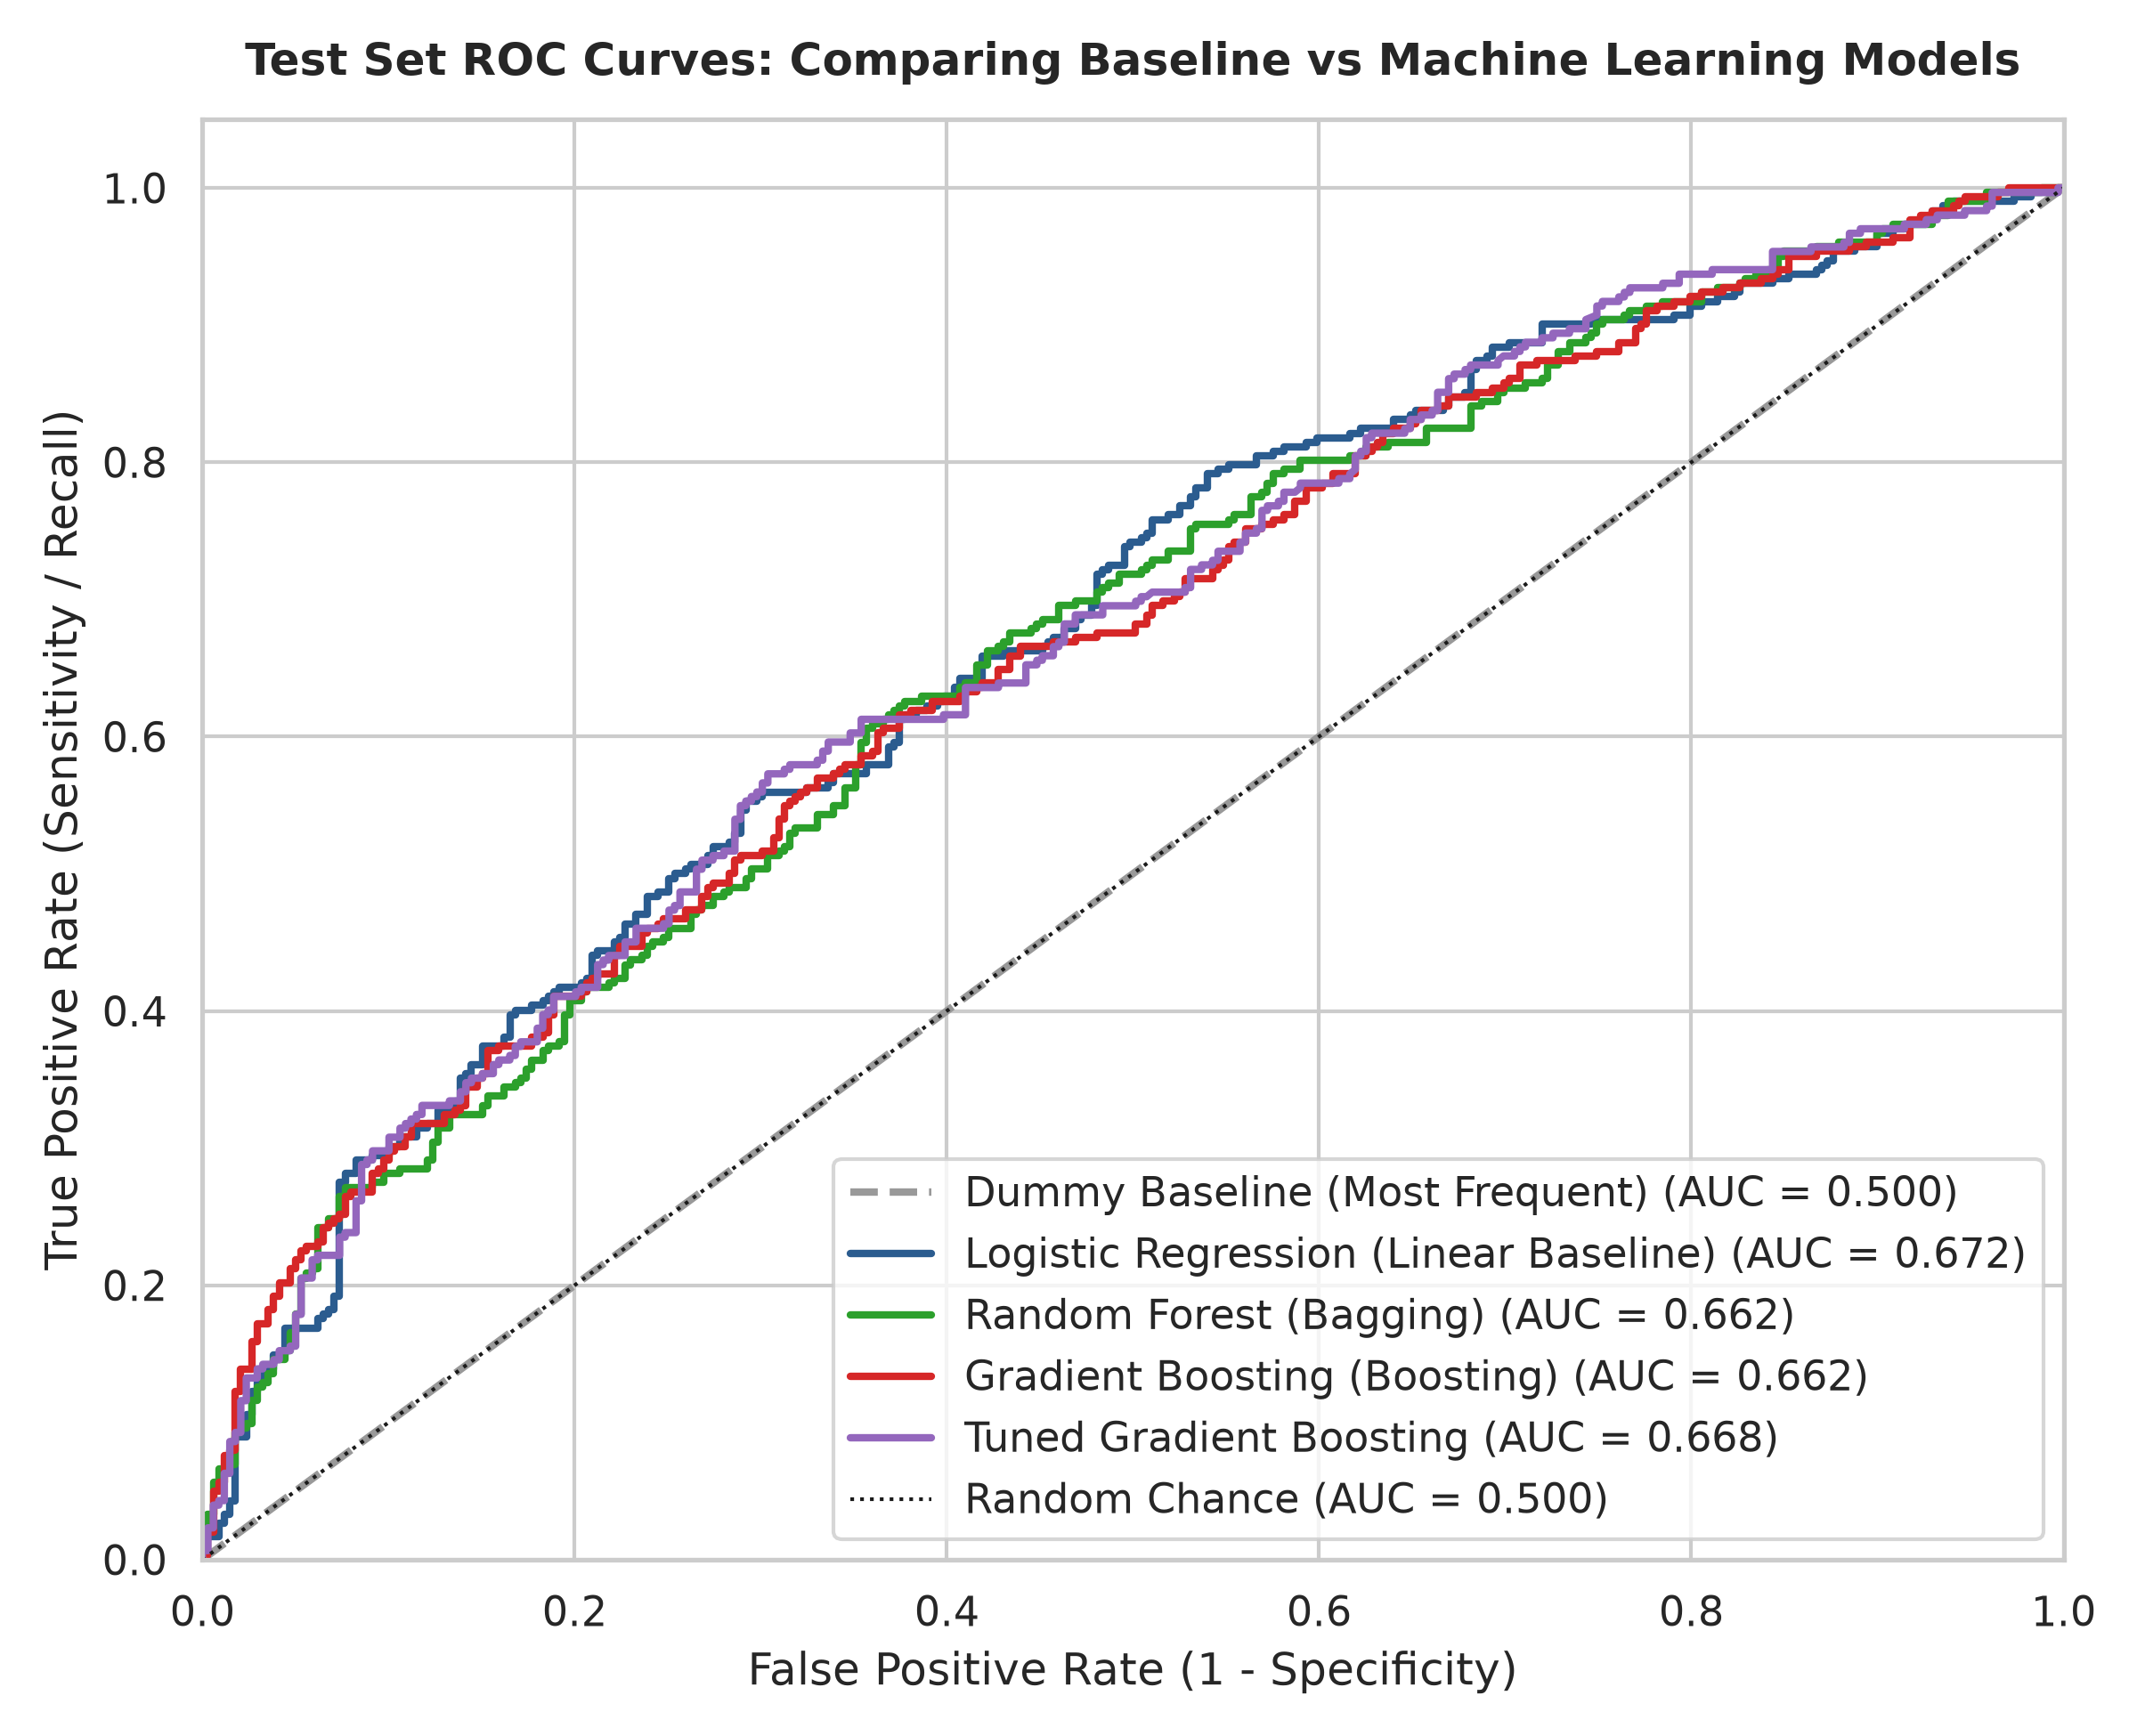 Test Set ROC Curves: Comparing Baseline vs Machine Learning Models
True Positive Rate (Sensitivity / Recall)
1.0
0.8
0.6
0.4
0.2
0.0
Dummy Baseline (Most Frequent) (AUC = 0.500)
Logistic Regression (Linear Baseline) (AUC = 0.672)
Random Forest (Bagging) (AUC = 0.662)
Gradient Boosting (Boosting) (AUC = 0.662)
Tuned Gradient Boosting (AUC = 0.668)
Random Chance (AUC = 0.500)
0.0 0.2 0.4 0.6 0.8 1.0
False Positive Rate (1 - Specificity)